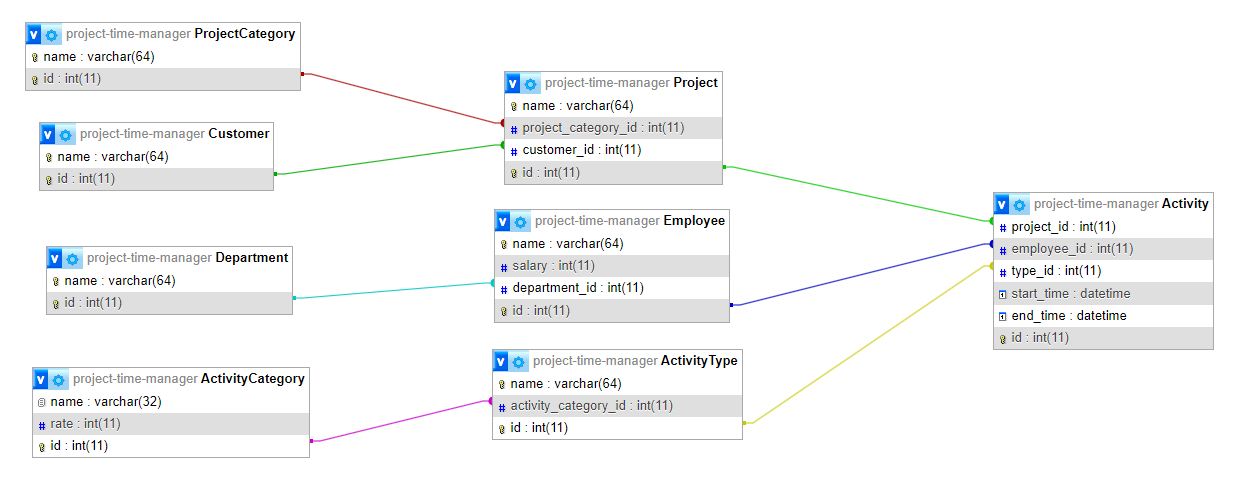 project-time-manager ProjectCategory
name : varchar(64)
id : int(11)
project-time-manager Customer
name : varchar(64)
id : int(11)
project-time-manager Department
name : varchar(64)
id : int(11)
project-time-manager ActivityCategory
name : varchar(32)
rate : int(11)
id : int(11)
project-time-manager Project
name : varchar(64)
project_category_id : int(11)
customer_id : int(11)
id : int(11)
project-time-manager Employee
name : varchar(64)
salary : int(11)
department_id : int(11)
id : int(11)
project-time-manager ActivityType
name : varchar(64)
activity_category_id : int(11)
id : int(11)
project-time-manager Activity
project_id : int(11)
employee_id : int(11)
type_id : int(11)
start_time : datetime
end_time : datetime
id : int(11)